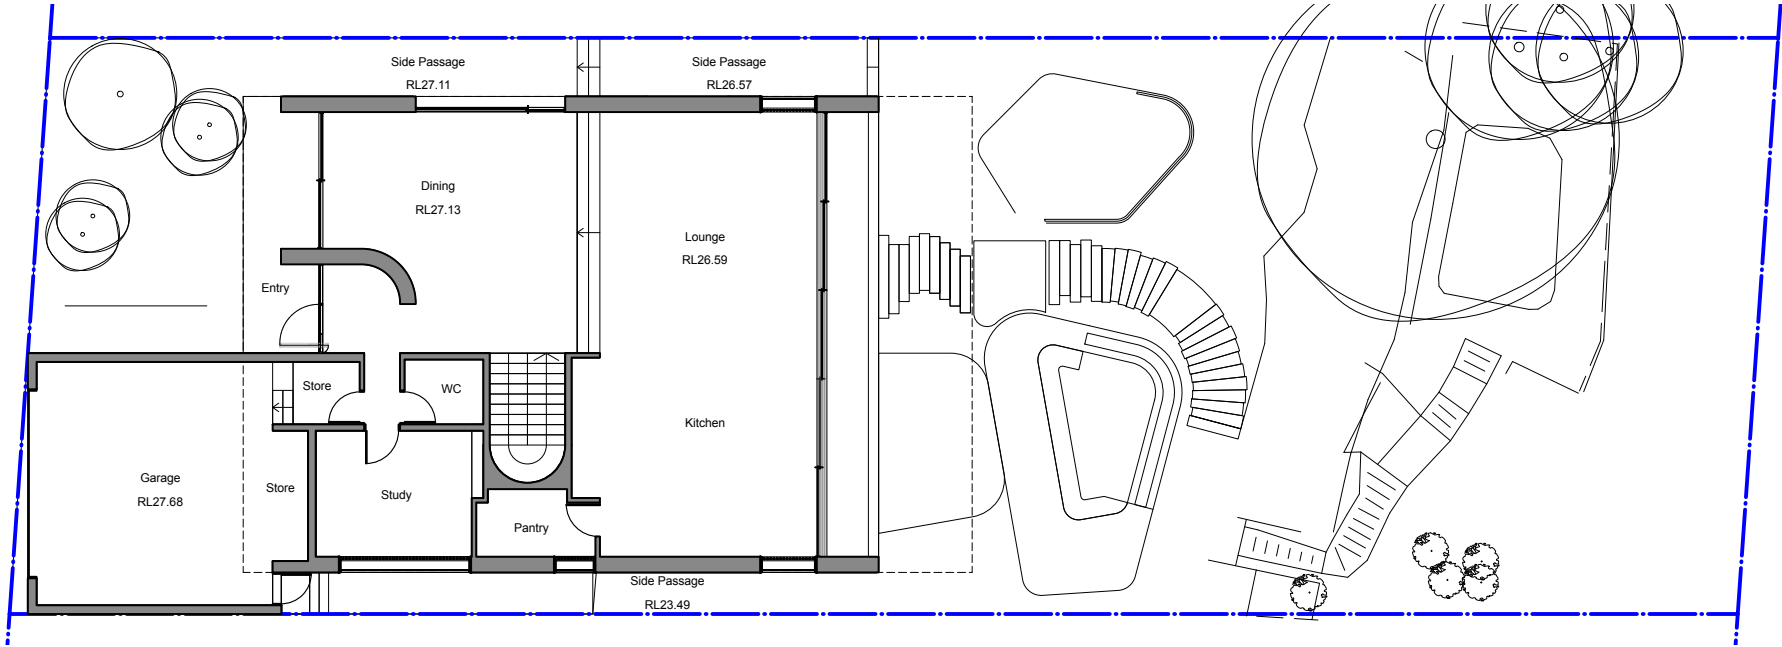 Side Passage
RL27.11
Side Passage
RL26.57
Dining
RL27.13
Lounge
RL26.59
Entry
Store
WC
Kitchen
Garage
RL27.68
Store
Study
Pantry
Side Passage
RL23.49